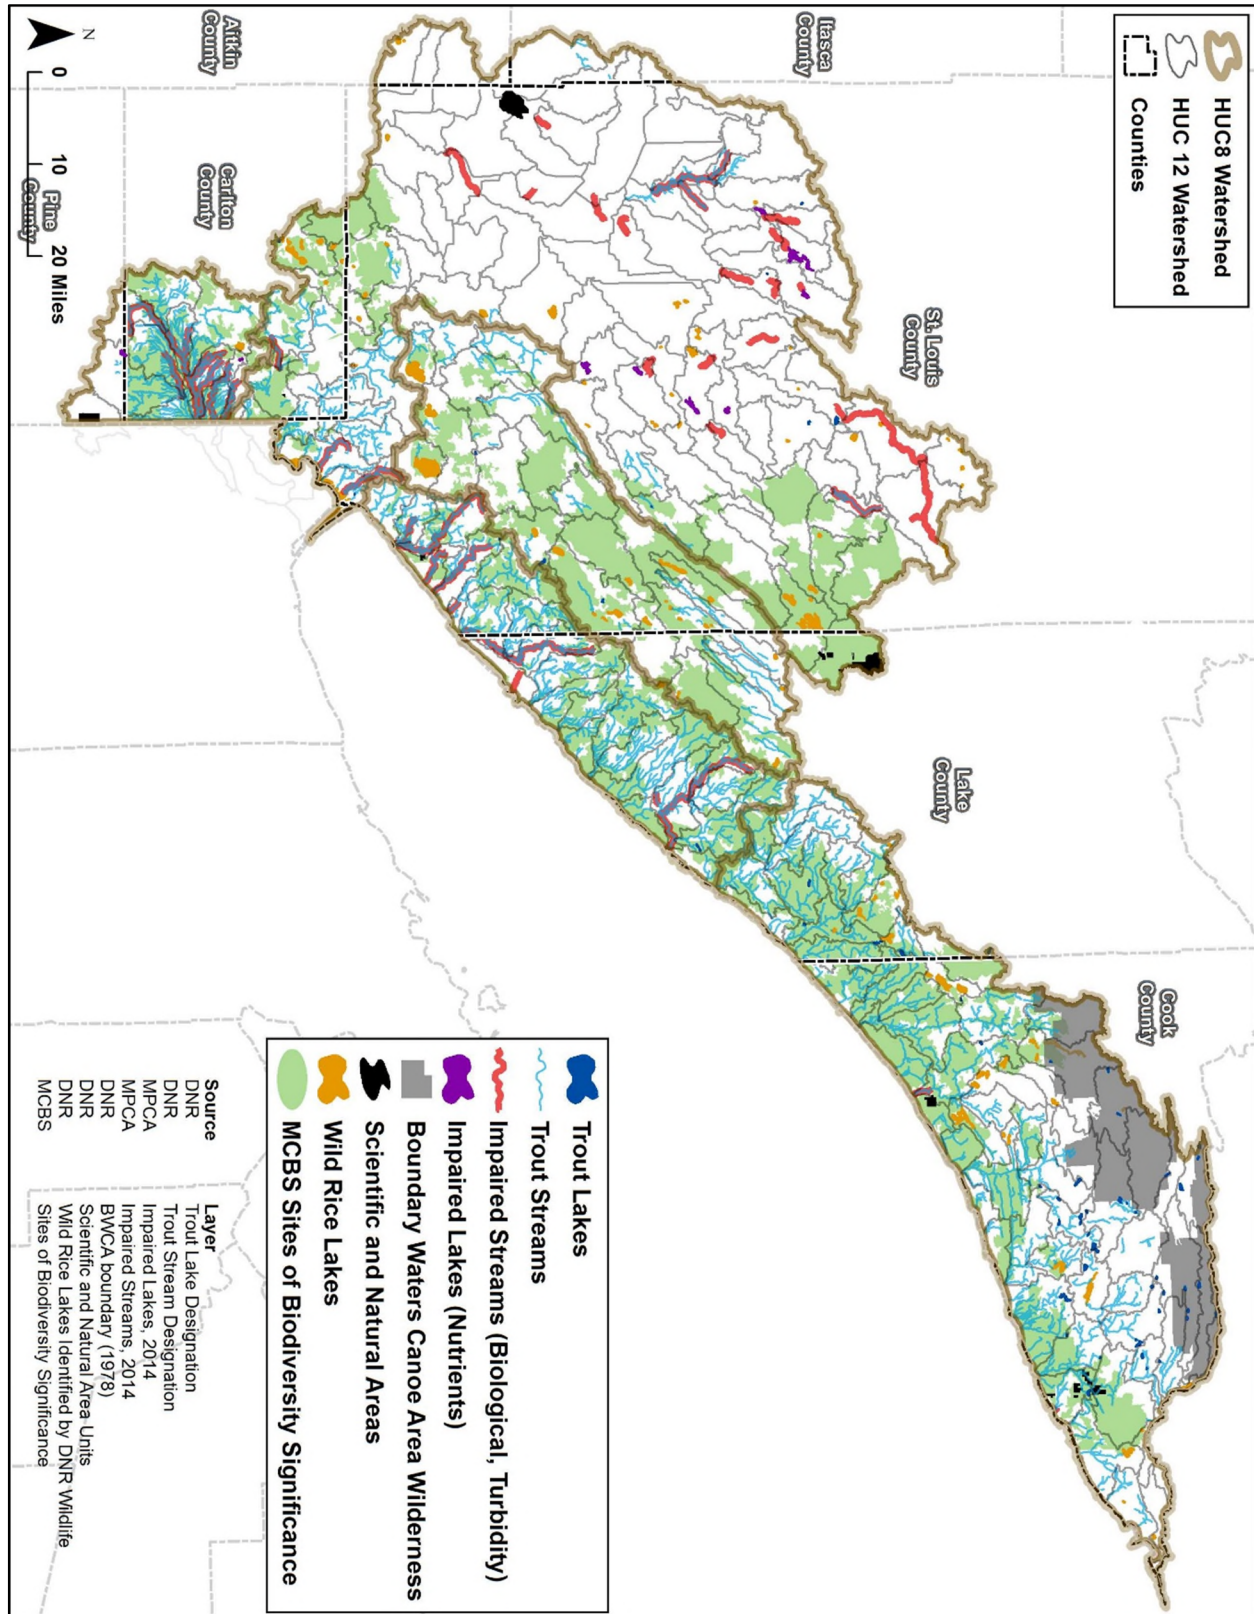 HUC8 Watershed
HUC 12 Watershed
Counties
Itasca
County
St. Louis
County
Lake
County
Cook
County
Aitkin
County
Carlton
County
Pine
County
N
0 10 20 Miles
Trout Lakes
Trout Streams
Impaired Streams (Biological, Turbidity)
Impaired Lakes (Nutrients)
Boundary Waters Canoe Area Wilderness
Scientific and Natural Areas
Wild Rice Lakes
MCBS Sites of Biodiversity Significance
Source Layer
DNR Trout Lake Designation
DNR Trout Stream Designation
MPCA Impaired Lakes, 2014
MPCA Impaired Streams, 2014
DNR BWCA boundary (1978)
DNR Scientific and Natural Area Units
DNR Wild Rice Lakes Identified by DNR Wildlife
MCBS Sites of Biodiversity Significance